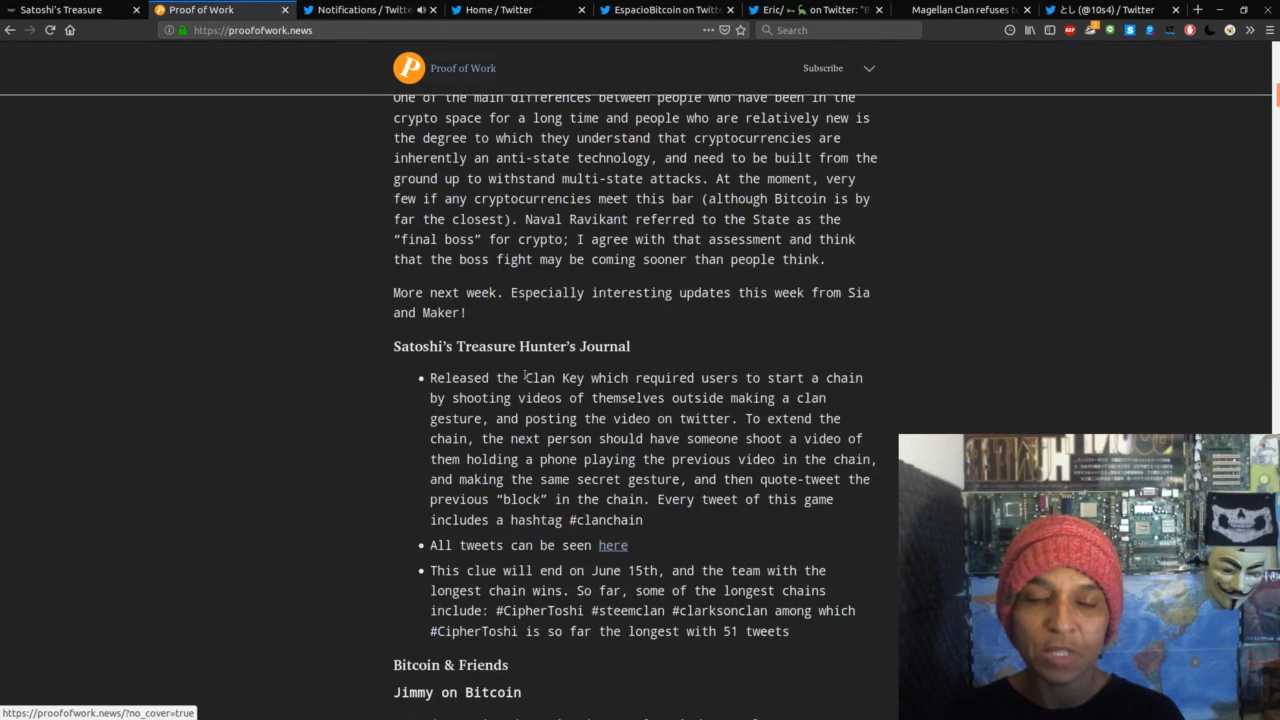 Satoshi's Treasure
Proof of Work
Notifications / Twitte
Home / Twitter
EspacioBitcoin on Twitte
Eric/ on Twitter: "B
Magellan Clan refuses to
とし (@10s4) / Twitter
https://proofofwork.news
Search
Proof of Work
Subscribe
One of the main differences between people who have been in the
crypto space for a long time and people who are relatively new is
the degree to which they understand that cryptocurrencies are
inherently an anti-state technology, and need to be built from the
ground up to withstand multi-state attacks. At the moment, very
few if any cryptocurrencies meet this bar (although Bitcoin is by
far the closest). Naval Ravikant referred to the State as the
“final boss” for crypto; I agree with that assessment and think
that the boss fight may be coming sooner than people think.
More next week. Especially interesting updates this week from Sia
and Maker!
Satoshi’s Treasure Hunter’s Journal
Released the Clan Key which required users to start a chain
by shooting videos of themselves outside making a clan
gesture, and posting the video on twitter. To extend the
chain, the next person should have someone shoot a video of
them holding a phone playing the previous video in the chain,
and making the same secret gesture, and then quote-tweet the
previous “block” in the chain. Every tweet of this game
includes a hashtag #clanchain
All tweets can be seen here
This clue will end on June 15th, and the team with the
longest chain wins. So far, some of the longest chains
include: #CipherToshi #steemclan #clarksonclan among which
#CipherToshi is so far the longest with 51 tweets
Bitcoin & Friends
Jimmy on Bitcoin
https://proofofwork.news/?no_cover=true